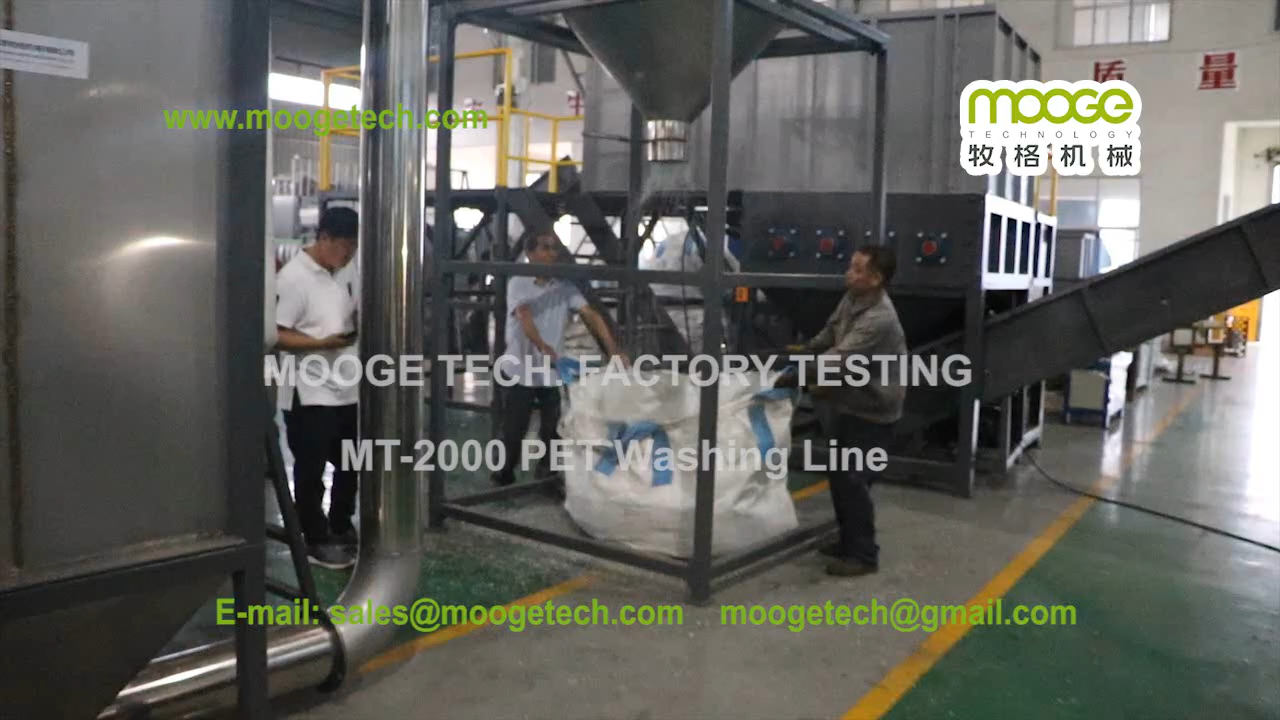 www.moogetech.com
mooge
TECHNOLOGY
牧格机械
质 量
MOOGE TECH. FACTORY TESTING
MT-2000 PET Washing Line
E-mail: sales@moogetech.com moogetech@gmail.com